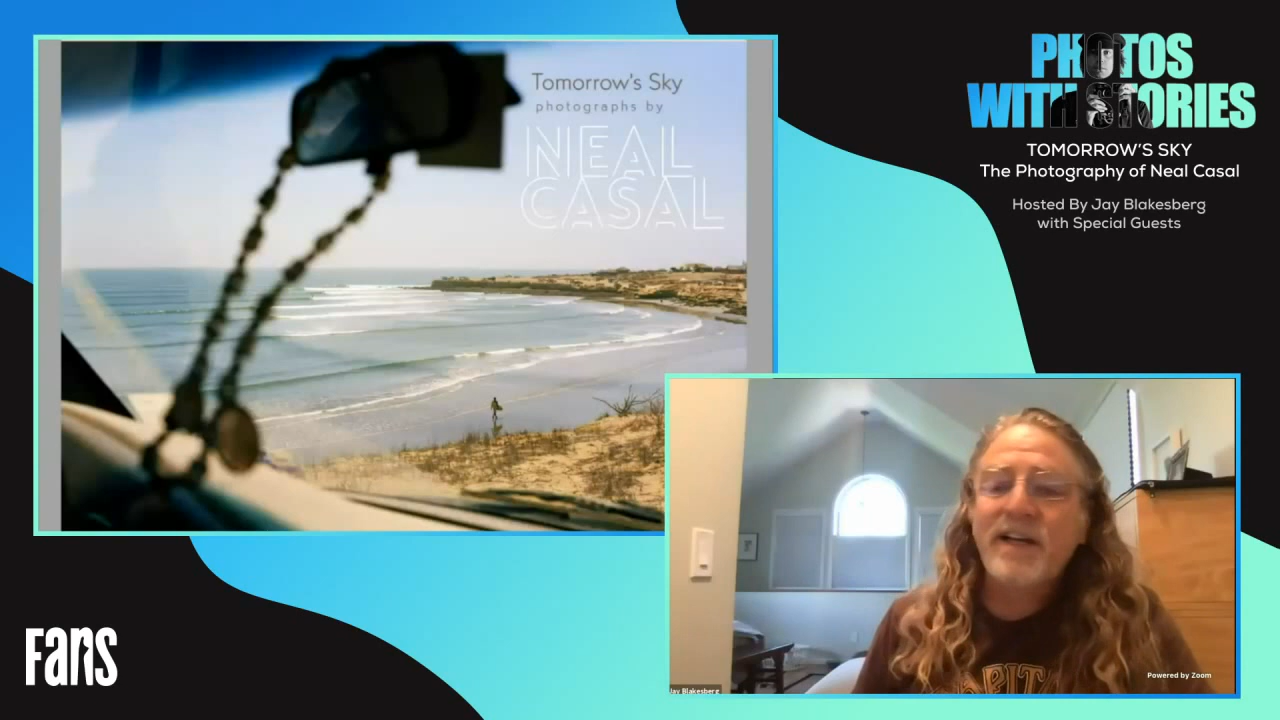 Tomorrow's Sky
photographs by
NEAL
CASAL
PHOTOS
WITH STORIES
TOMORROW'S SKY
The Photography of Neal Casal
Hosted By Jay Blakesberg
with Special Guests
Powered by Zoom
Jay Blakesberg
Fans